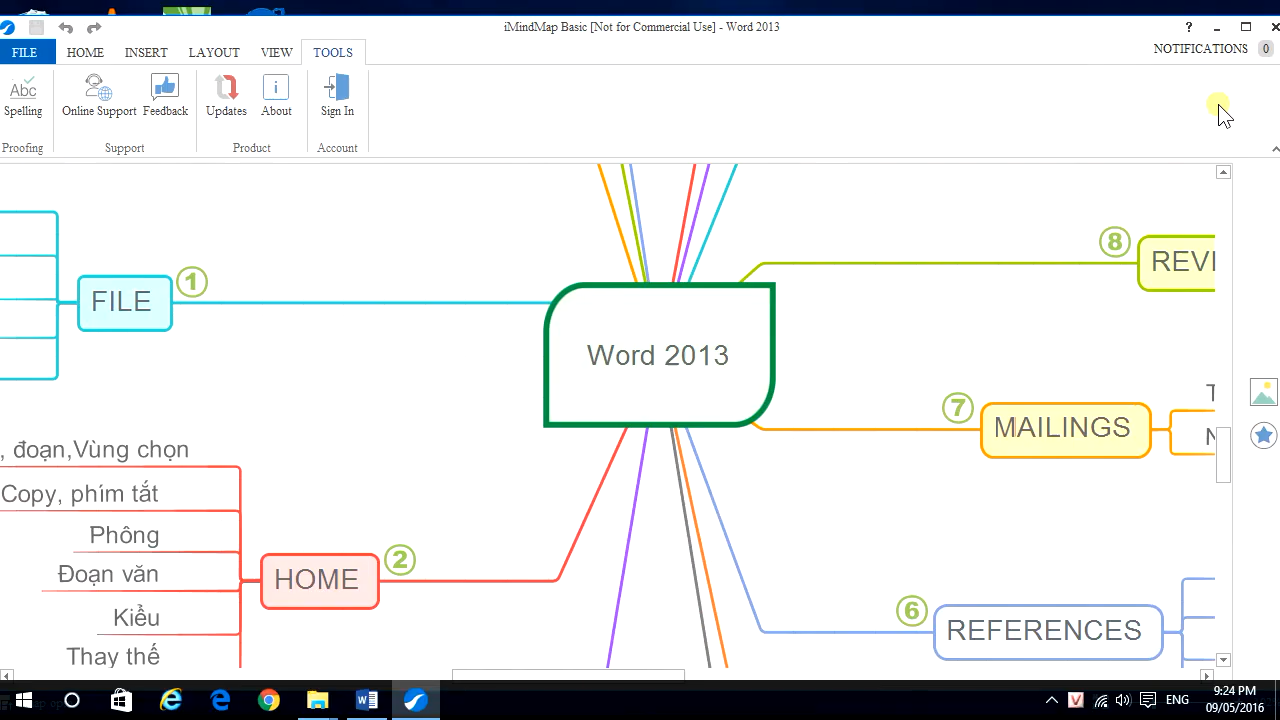 iMindMap Basic [Not for Commercial Use] - Word 2013
?
FILE HOME INSERT LAYOUT VIEW TOOLS
NOTIFICATIONS 0
Abc
Spelling Online Support Feedback Updates About Sign In
Proofing Support Product Account
8
REVI
1
FILE
Word 2013
7
MAILINGS
, đoạn,Vùng chọn
Copy, phím tắt
Phông
2
HOME
Đoạn văn
Kiểu
Thay thế
6
REFERENCES
ENG
9:24 PM
09/05/2016